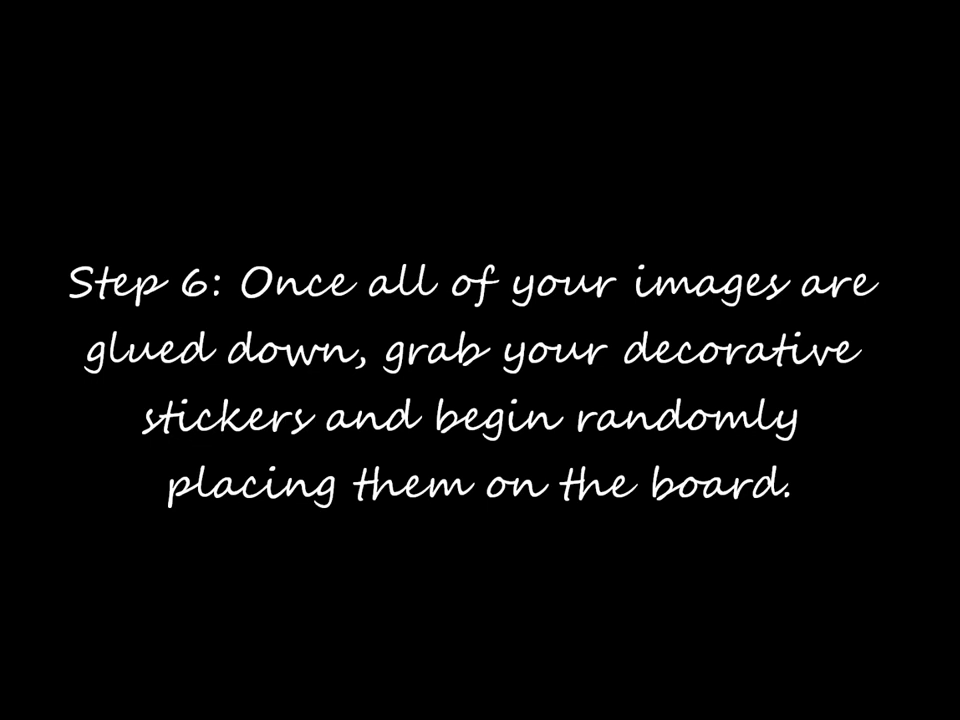 Step 6: Once all of your images are
glued down, grab your decorative
stickers and begin randomly
placing them on the board.